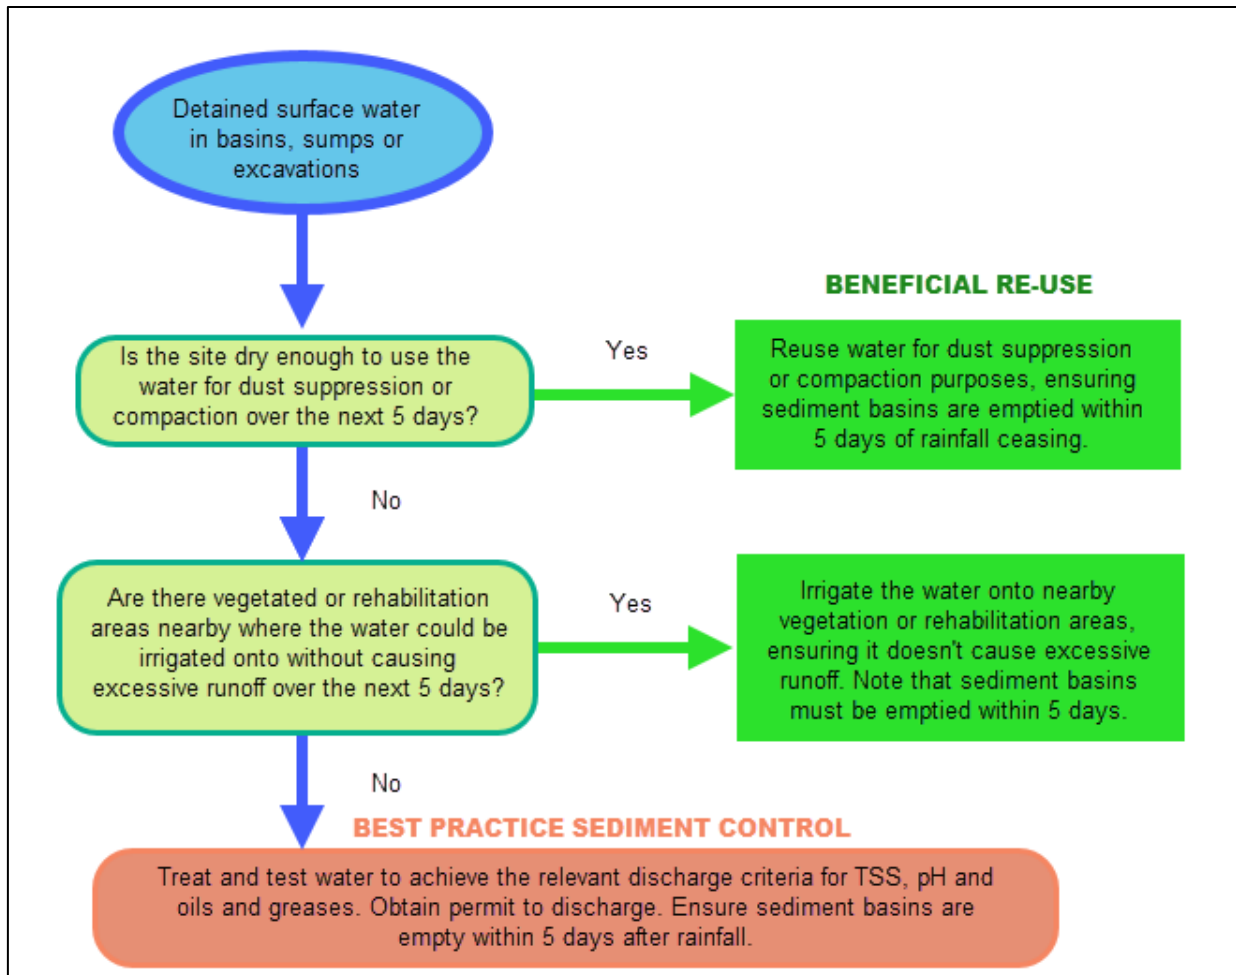 Detained surface water
in basins, sumps or
excavations
BENEFICIAL RE-USE
Is the site dry enough to use the
water for dust suppression or
compaction over the next 5 days?
Yes
Reuse water for dust suppression
or compaction purposes, ensuring
sediment basins are emptied within
5 days of rainfall ceasing.
No
Are there vegetated or rehabilitation
areas nearby where the water could be
irrigated onto without causing
excessive runoff over the next 5 days?
Yes
Irrigate the water onto nearby
vegetation or rehabilitation areas,
ensuring it doesn't cause excessive
runoff. Note that sediment basins
must be emptied within 5 days.
No
BEST PRACTICE SEDIMENT CONTROL
Treat and test water to achieve the relevant discharge criteria for TSS, pH and
oils and greases. Obtain permit to discharge. Ensure sediment basins are
empty within 5 days after rainfall.